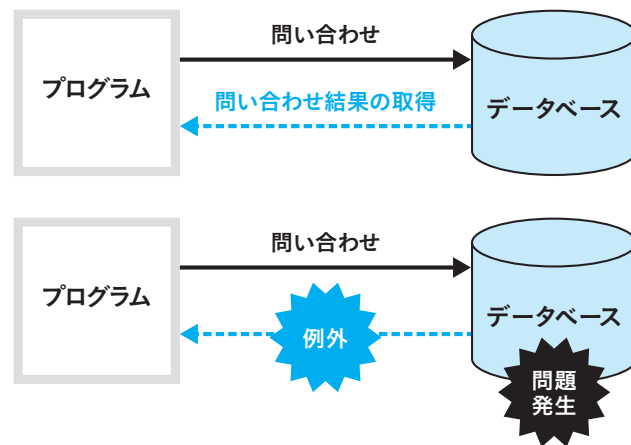 問い合わせ
プログラム
問い合わせ結果の取得
データベース
問い合わせ
プログラム
例外
データベース
問題
発生